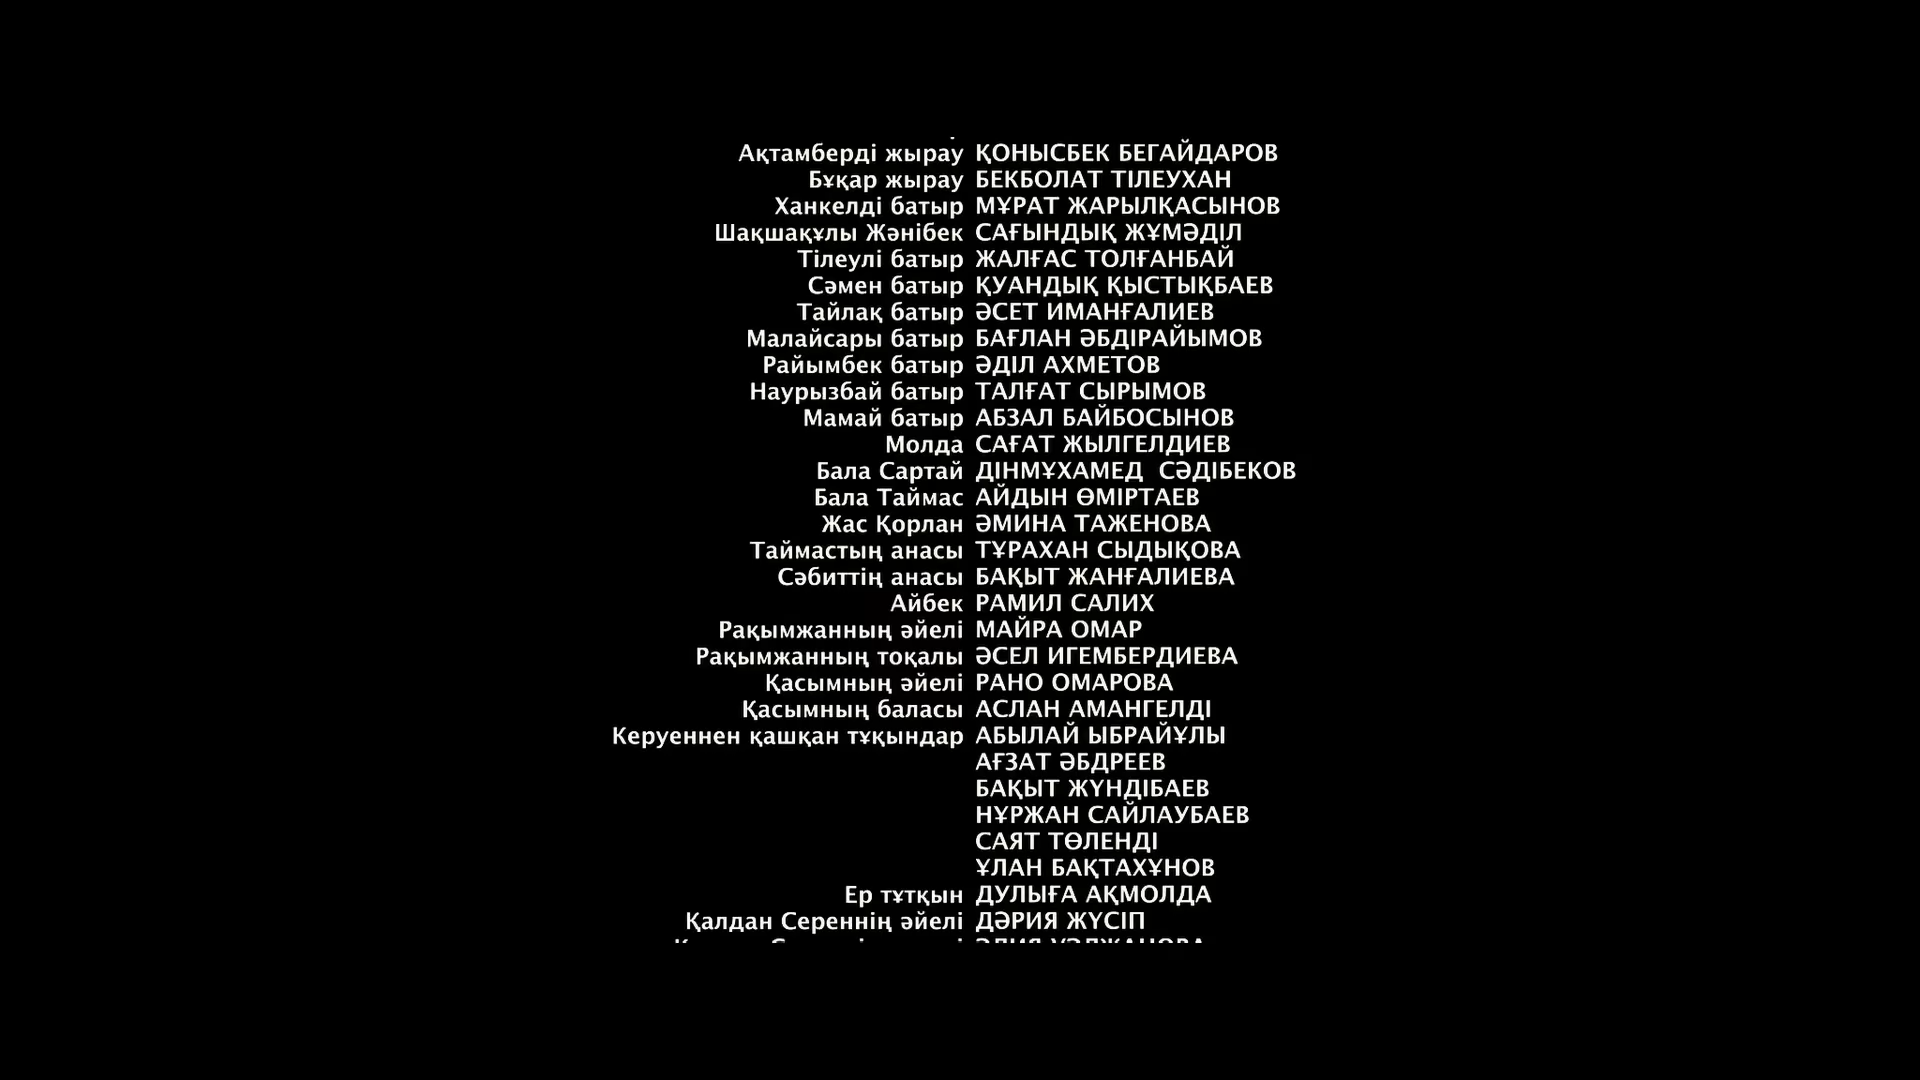 Ақтамберді жырау ҚОНЫСБЕК БЕГАЙДАРОВ
Бұқар жырау БЕКБОЛАТ ТІЛЕУХАН
Ханкелді батыр МҰРАТ ЖАРЫЛҚАСЫНОВ
Шақшақұлы Жәнібек САҒЫНДЫҚ ЖҰМӘДІЛ
Тілеулі батыр ЖАЛҒАС ТОЛҒАНБАЙ
Сәмен батыр ҚУАНДЫҚ ҚЫСТЫҚБАЕВ
Тайлақ батыр ӘСЕТ ИМАНҒАЛИЕВ
Малайсары батыр БАҒЛАН ӘБДІРАЙЫМОВ
Райымбек батыр ӘДІЛ АХМЕТОВ
Наурызбай батыр ТАЛҒАТ СЫРЫМОВ
Мамай батыр АБЗАЛ БАЙБОСЫНОВ
Молда САҒАТ ЖЫЛГЕЛДИЕВ
Бала Сартай ДІНМҰХАМЕД СӘДІБЕКОВ
Бала Таймас АЙДЫН ӨМІРТАЕВ
Жас Қорлан ӘМИНА ТАЖЕНОВА
Таймастың анасы ТҰРАХАН СЫДЫҚОВА
Сәбиттің анасы БАҚЫТ ЖАНҒАЛИЕВА
Айбек РАМИЛ САЛИХ
Рақымжанның әйелі МАЙРА ОМАР
Рақымжанның тоқалы ӘСЕЛ ИГЕМБЕРДИЕВА
Қасымның әйелі РАНО ОМАРОВА
Қасымның баласы АСЛАН АМАНГЕЛДІ
Керуеннен қашқан тұқындар АБЫЛАЙ ЫБРАЙҰЛЫ
АҒЗАТ ӘБДРЕЕВ
БАҚЫТ ЖҮНДІБАЕВ
НҰРЖАН САЙЛАУБАЕВ
САЯТ ТӨЛЕНДІ
ҰЛАН БАҚТАХҰНОВ
Ер тұтқын ДУЛЫҒА АҚМОЛДА
Қалдан Сереннің әйелі ДӘРИЯ ЖҮСІП